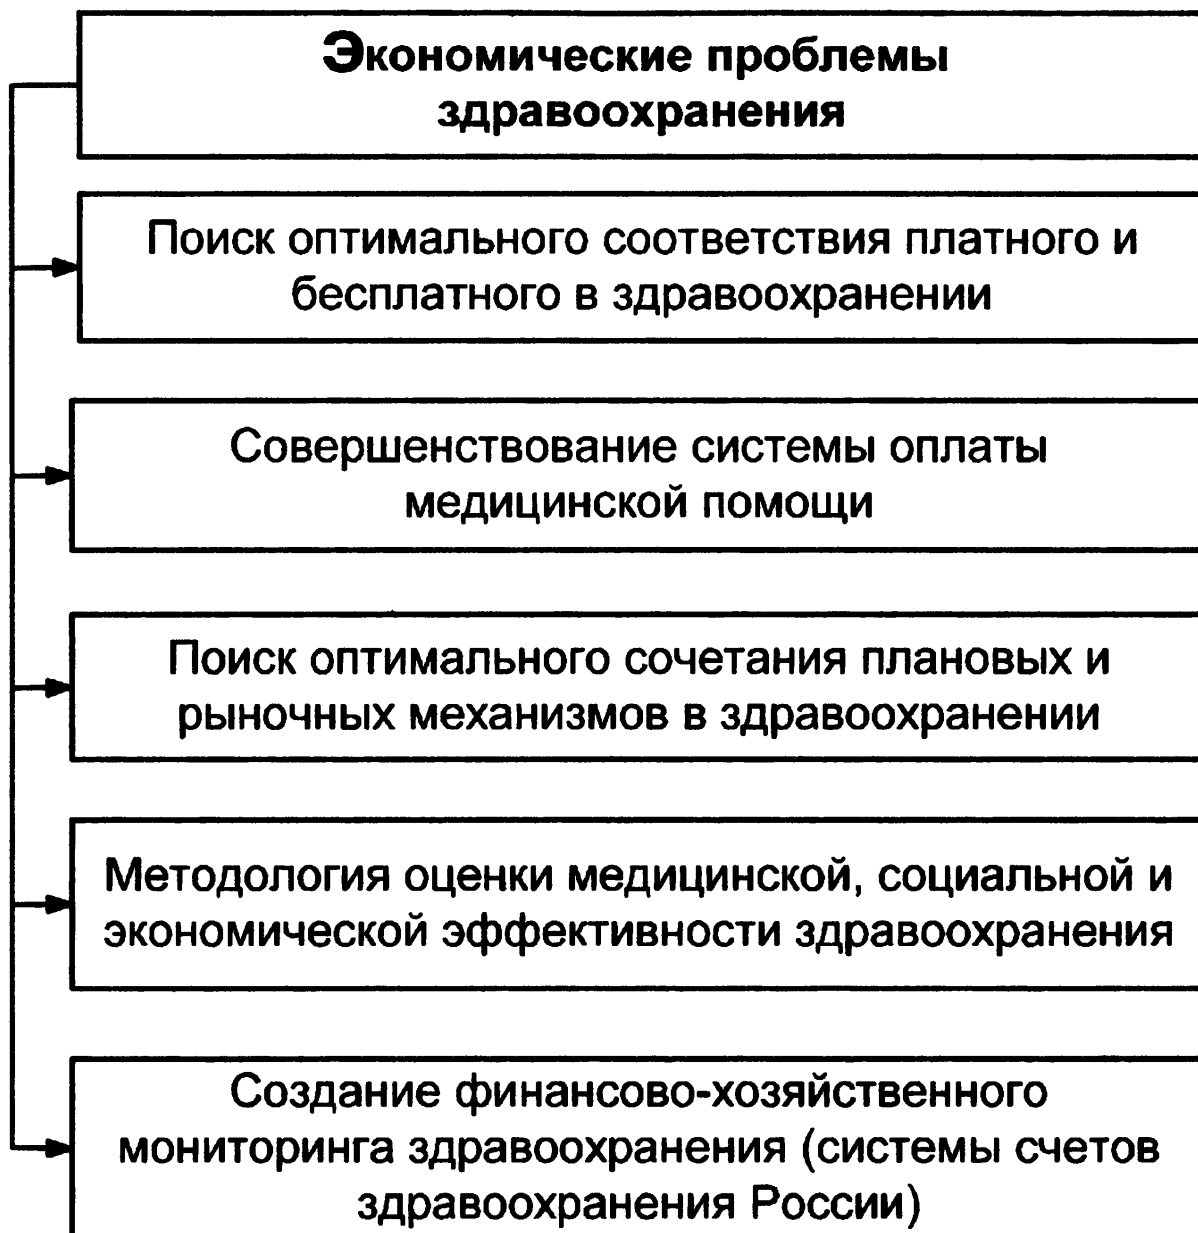 Экономические проблемы
здравоохранения
Поиск оптимального соответствия платного и
бесплатного в здравоохранении
Совершенствование системы оплаты
медицинской помощи
Поиск оптимального сочетания плановых и
рыночных механизмов в здравоохранении
Методология оценки медицинской, социальной и
экономической эффективности здравоохранения
Создание финансово-хозяйственного
мониторинга здравоохранения (системы счетов
здравоохранения России)